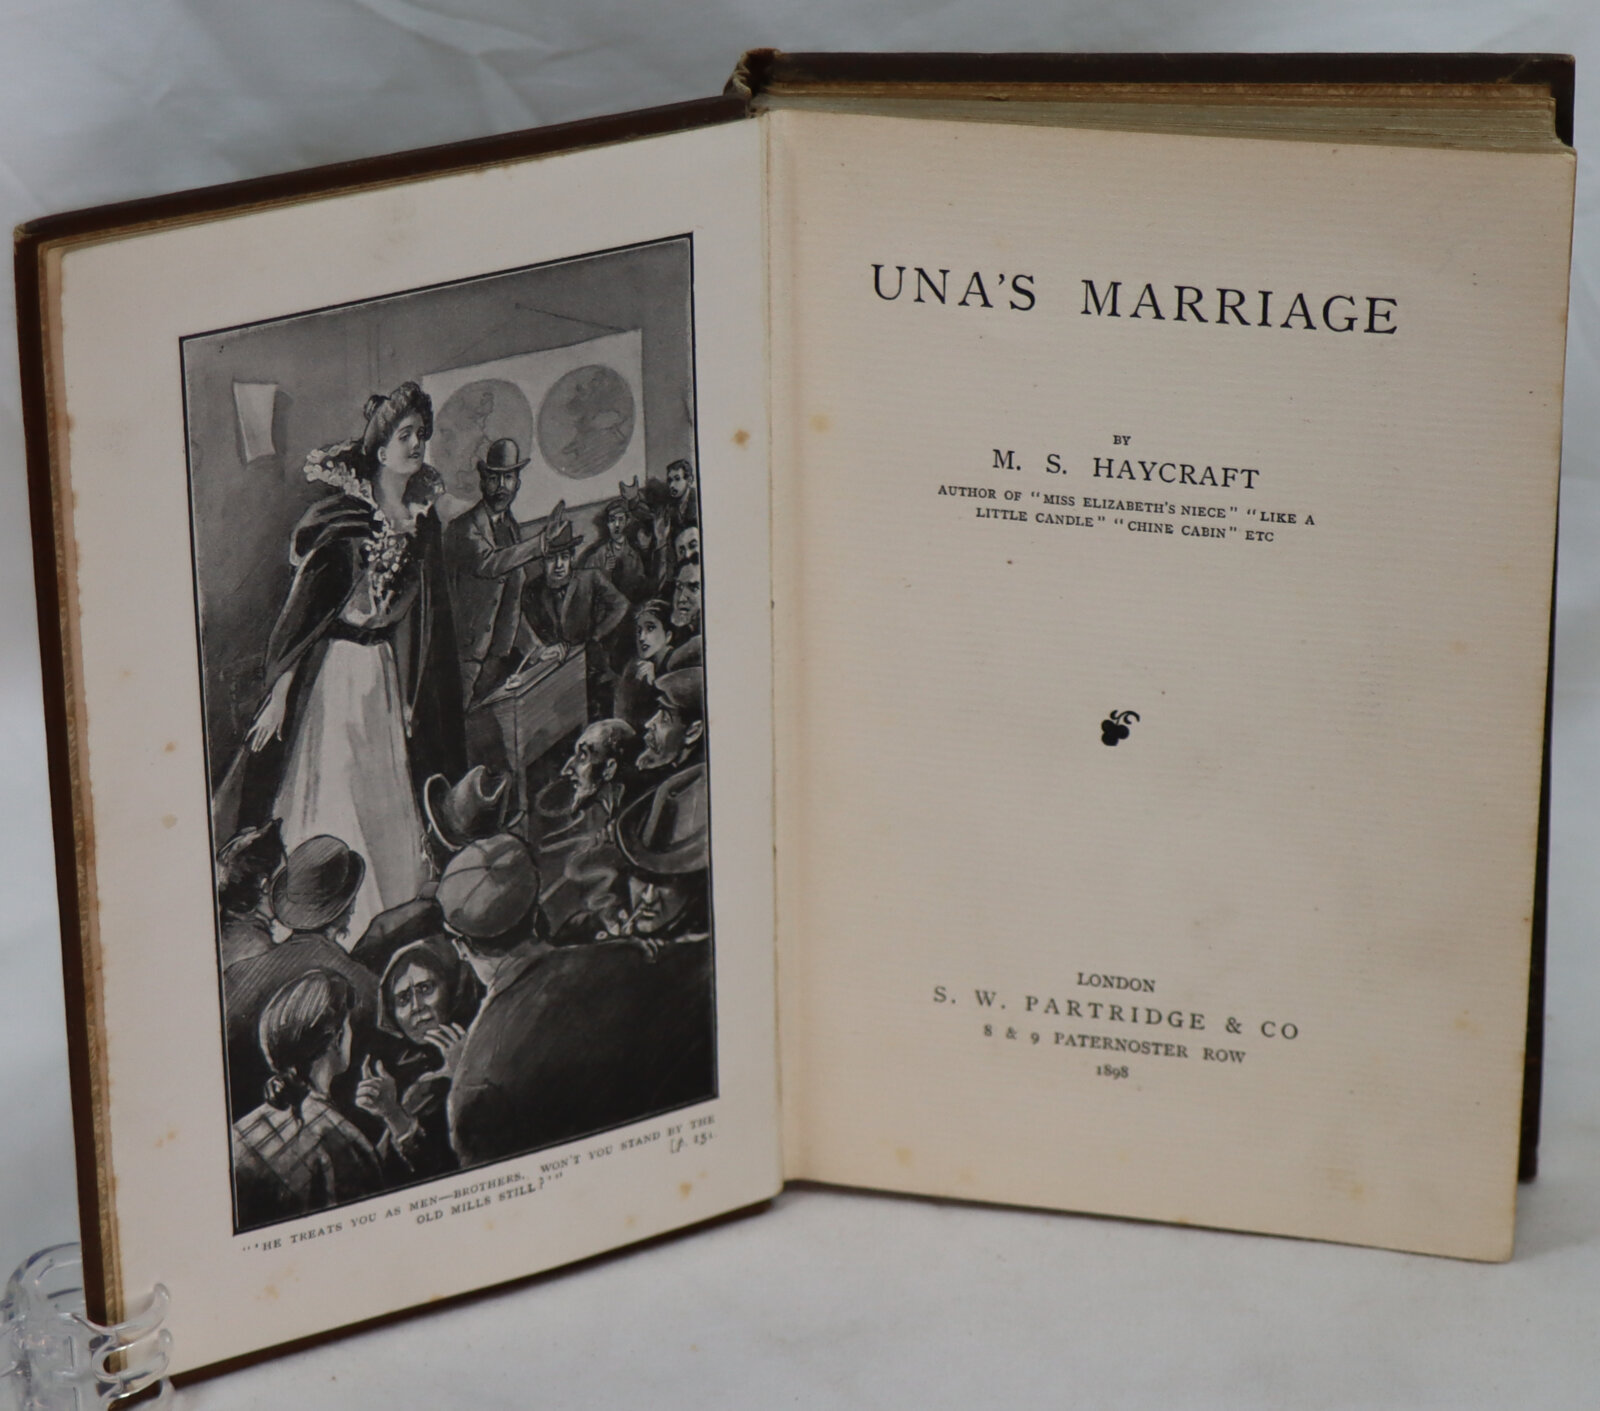 "'HE TREATS YOU AS MEN—BROTHERS. WON'T YOU STAND BY THE
OLD MILLS STILL?'"
[p. 251.
UNA'S MARRIAGE
BY
M. S. HAYCRAFT
AUTHOR OF "MISS ELIZABETH'S NIECE" "LIKE A
LITTLE CANDLE" "CHINE CABIN" ETC
LONDON
S. W. PARTRIDGE & CO
8 & 9 PATERNOSTER ROW
1898